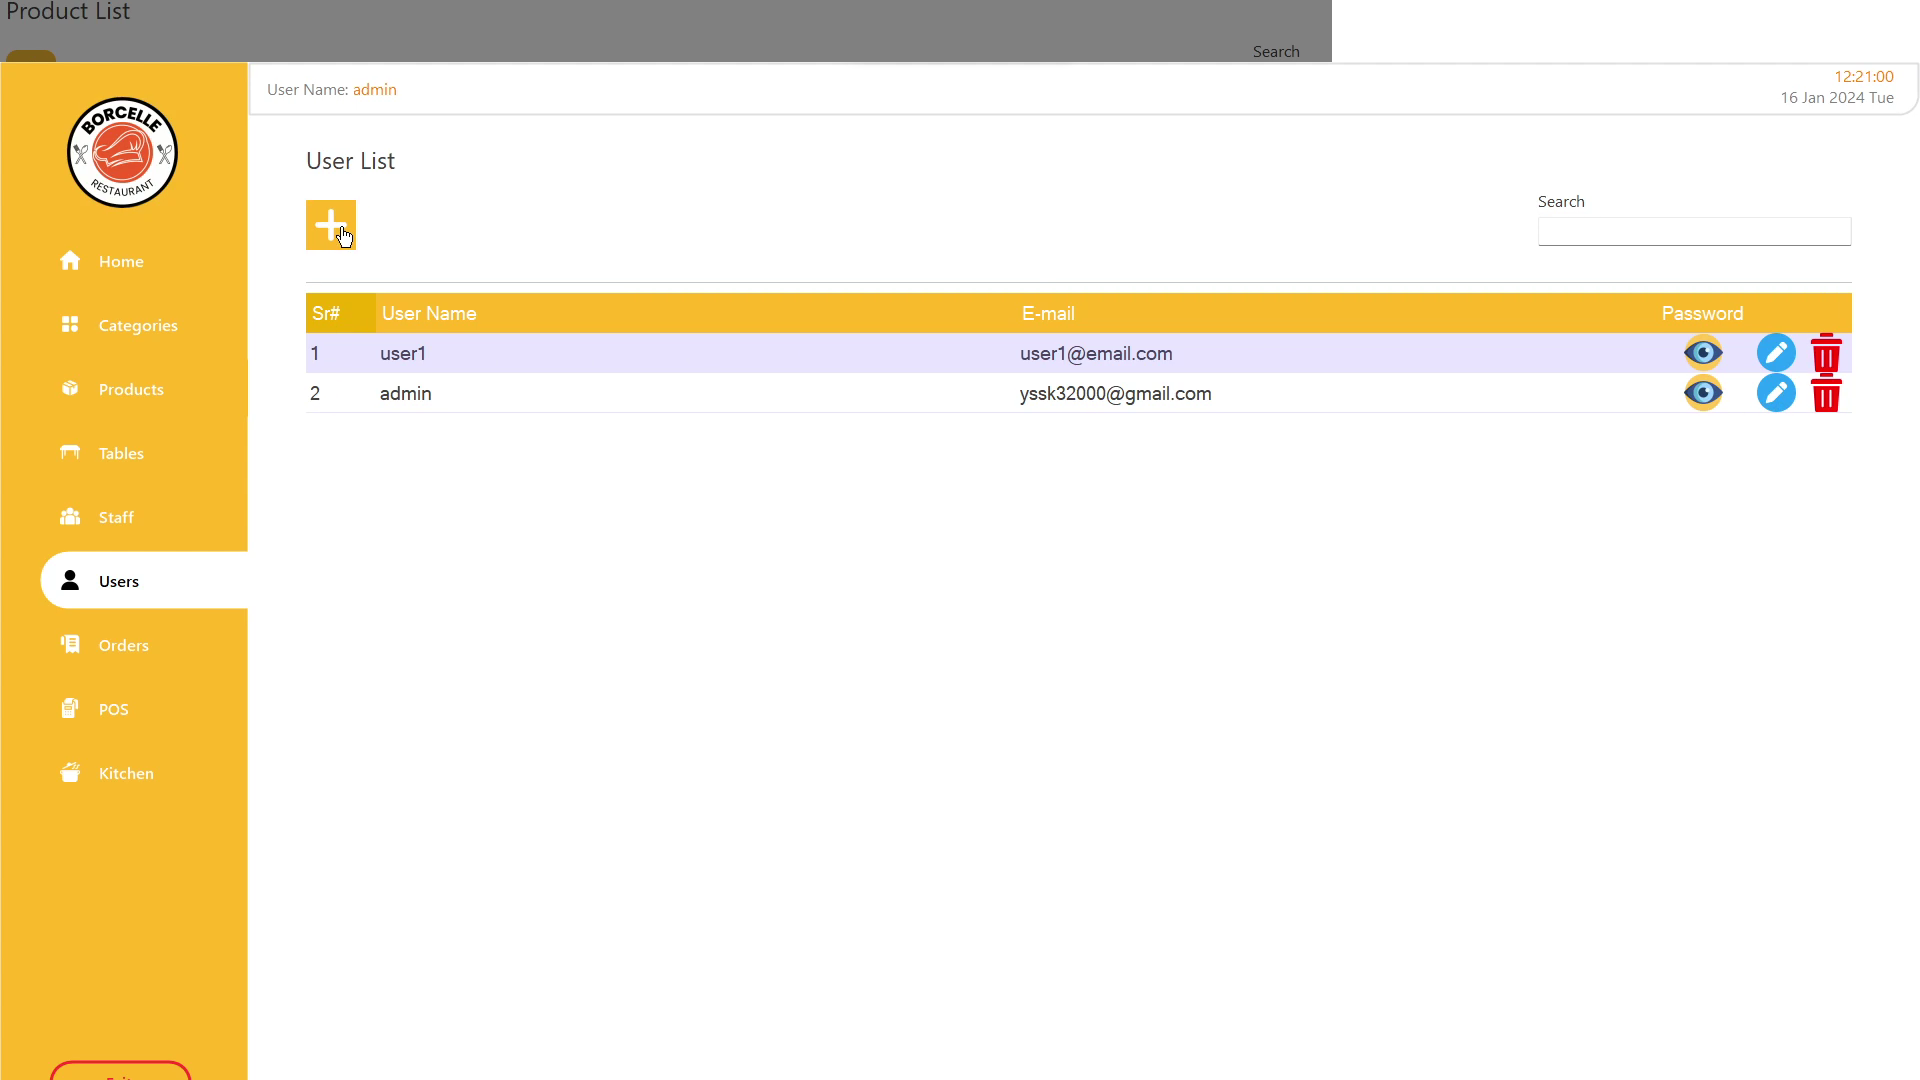 Product List
Search
User Name: admin
12:21:00
16 Jan 2024 Tue
BORCELLE
RESTAURANT
User List
Search
Home
Categories
Products
Tables
Staff
Users
Orders
POS
Kitchen
Sr# User Name E-mail Password
1 user1 user1@email.com
2 admin yssk32000@gmail.com